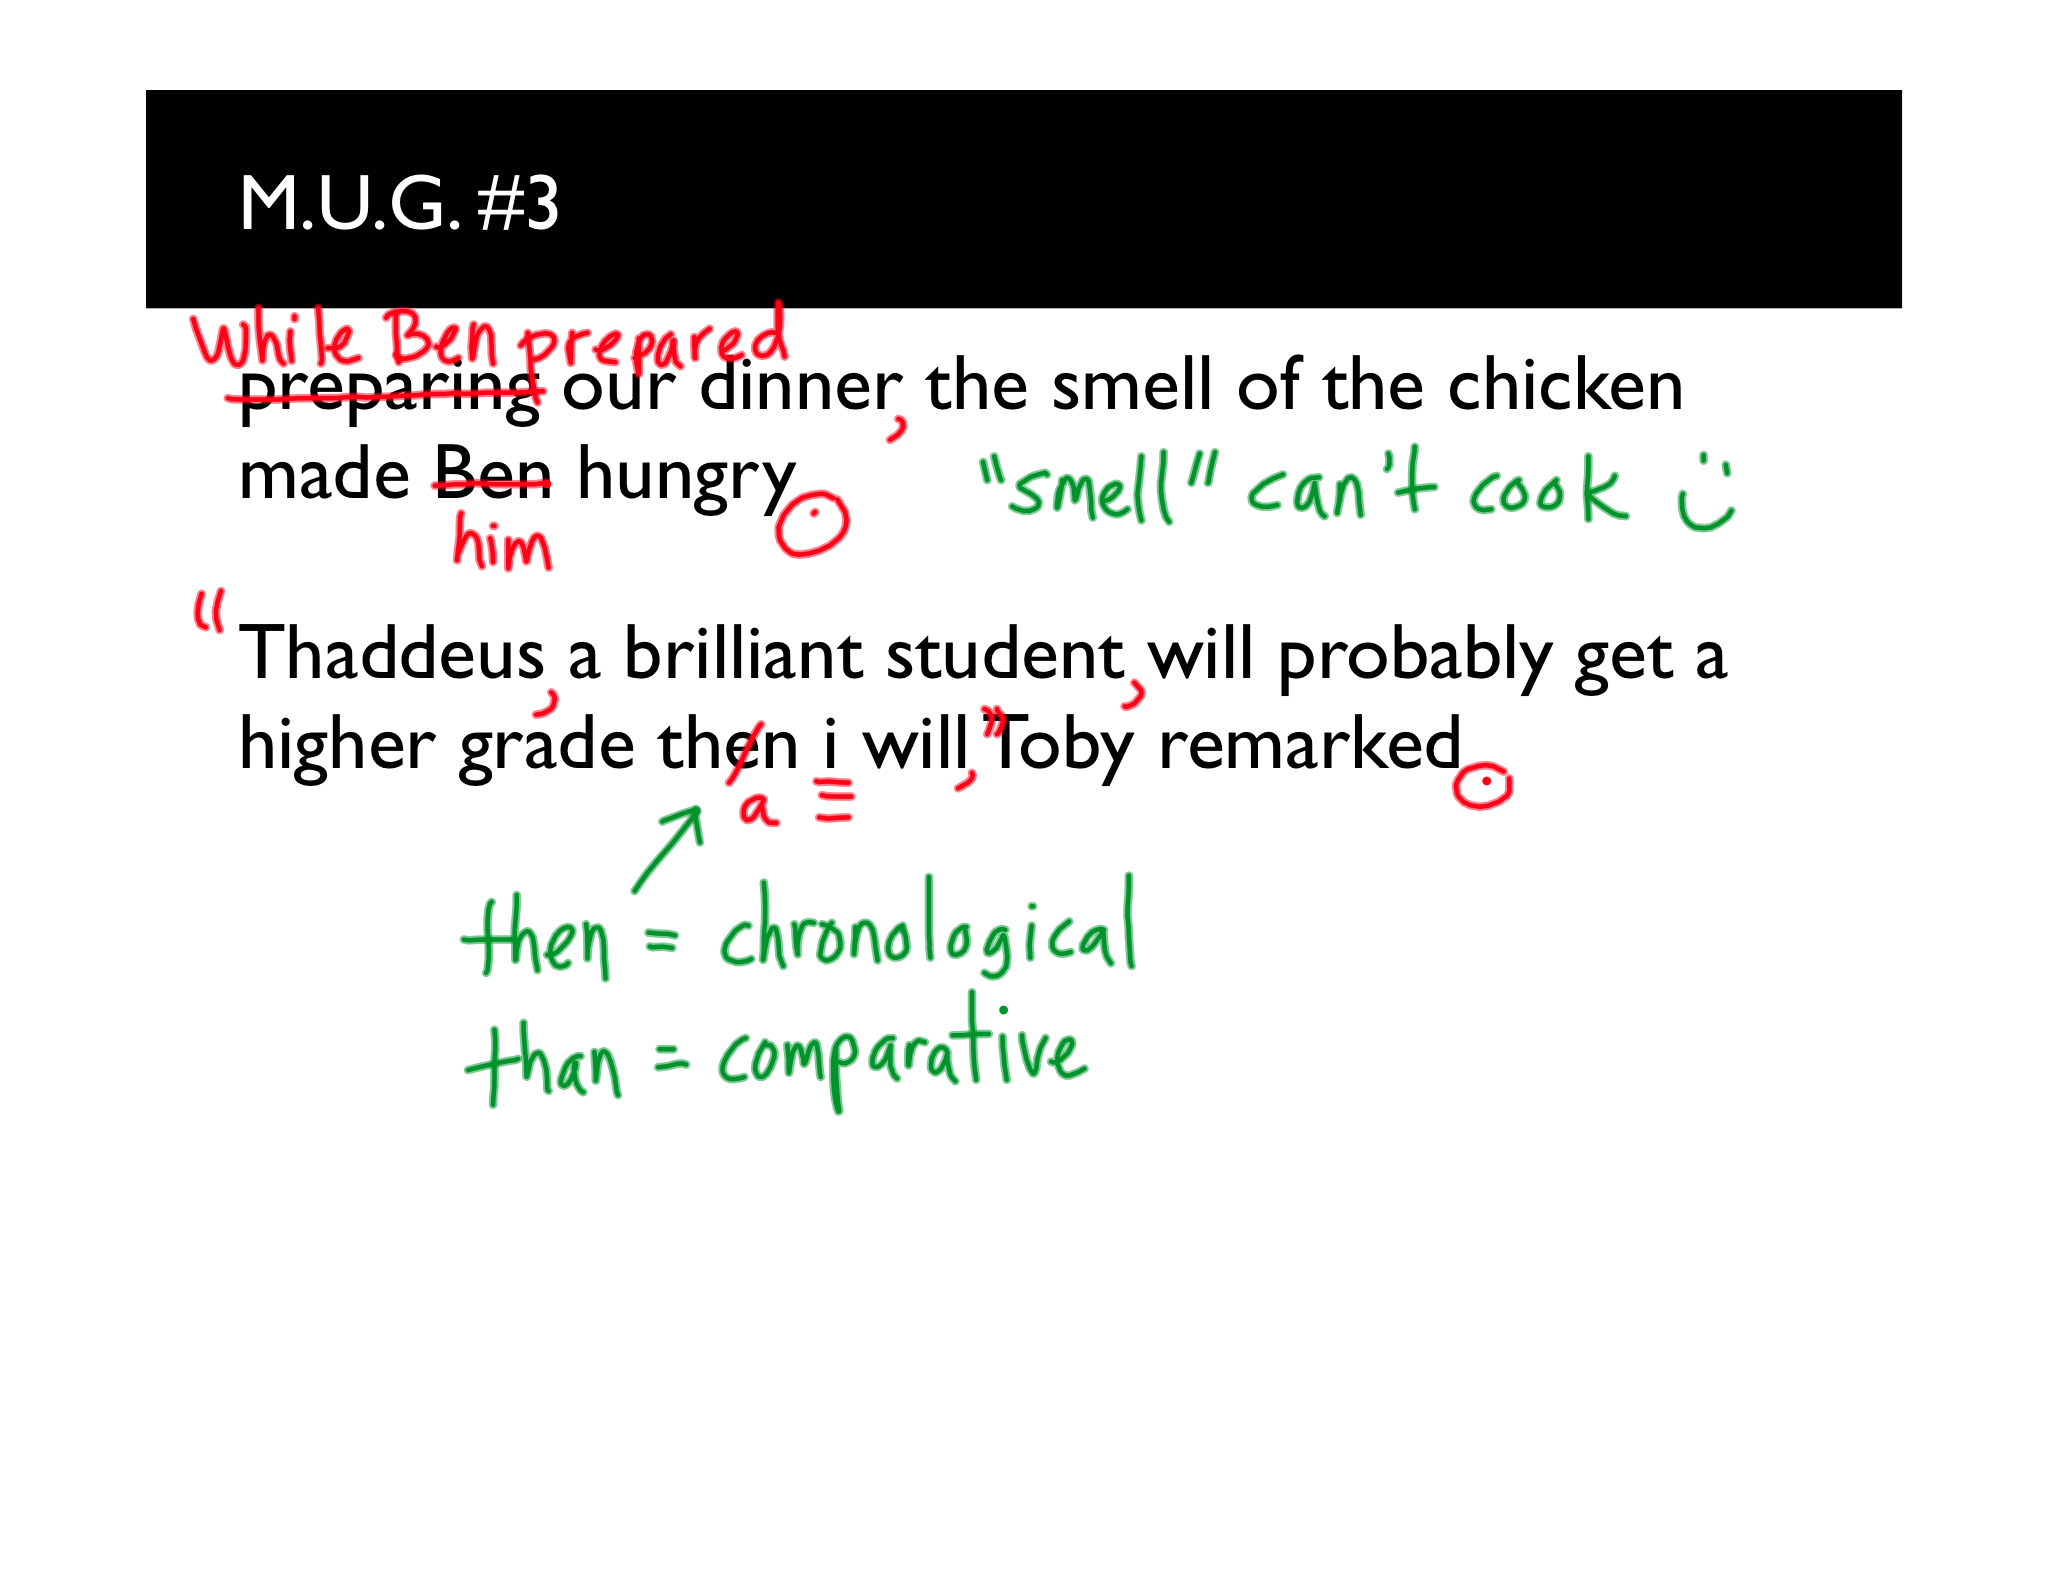 M.U.G. #3
While Ben prepared
preparing our dinner, the smell of the chicken
made Ben hungry.
"smell" can't cook
him
"Thaddeus, a brilliant student, will probably get a
higher grade then i will," Toby remarked.
a
then = chronological
than = comparative